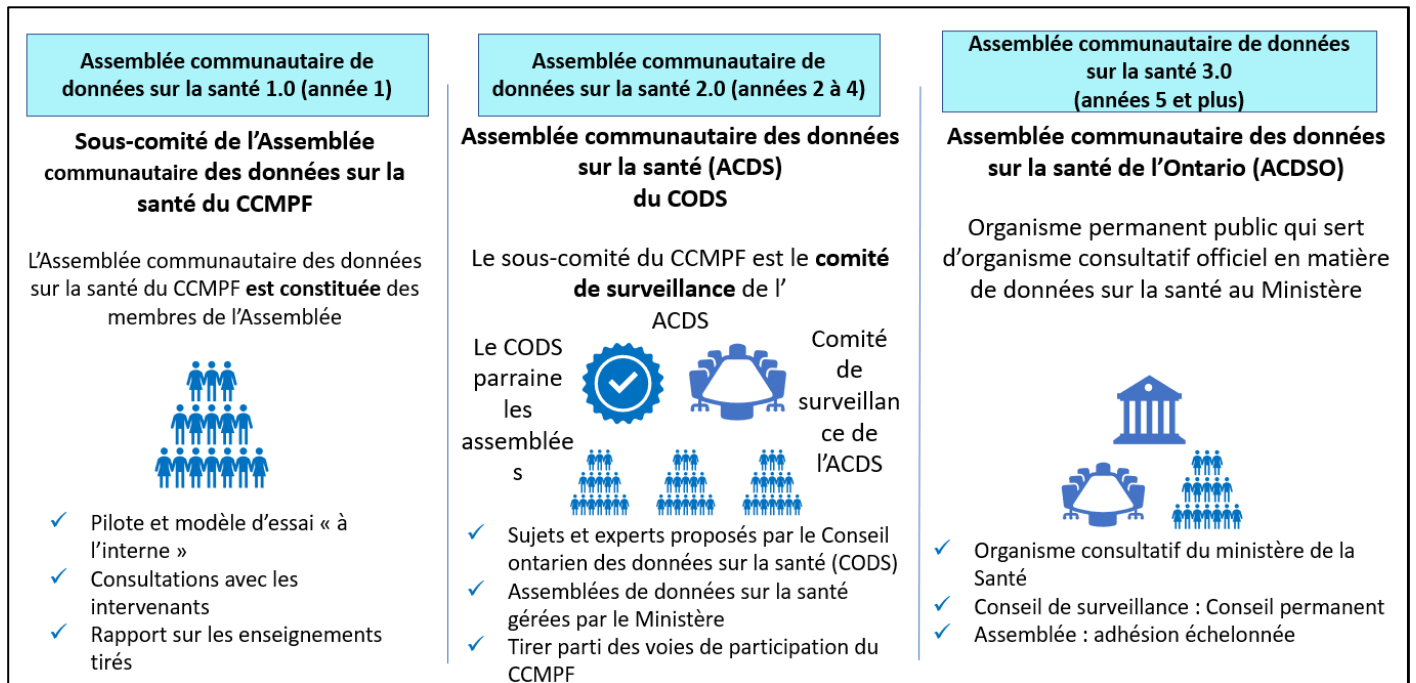 Assemblée communautaire de
données sur la santé 1.0 (année 1)
Sous-comité de l’Assemblée
communautaire des données sur la
santé du CCMPF
L’Assemblée communautaire des données
sur la santé du CCMPF est constituée des
membres de l’Assemblée
✓ Pilote et modèle d’essai « à
l’interne »
✓ Consultations avec les
intervenants
✓ Rapport sur les enseignements
tirés
Assemblée communautaire de
données sur la santé 2.0 (années 2 à 4)
Assemblée communautaire des données
sur la santé (ACDS)
du CODS
Le sous-comité du CCMPF est le comité
de surveillance de l’
ACDS
Le CODS
parraine
les
assemblée
s
Comité
de
surveillan
ce de
l’ACDS
✓ Sujets et experts proposés par le Conseil
ontarien des données sur la santé (CODS)
✓ Assemblées de données sur la santé
gérées par le Ministère
✓ Tirer parti des voies de participation du
CCMPF
Assemblée communautaire de données
sur la santé 3.0
(années 5 et plus)
Assemblée communautaire des données
sur la santé de l’Ontario (ACDSO)
Organisme permanent public qui sert
d’organisme consultatif officiel en matière
de données sur la santé au Ministère
✓ Organisme consultatif du ministère de la
Santé
✓ Conseil de surveillance : Conseil permanent
✓ Assemblée : adhésion échelonnée